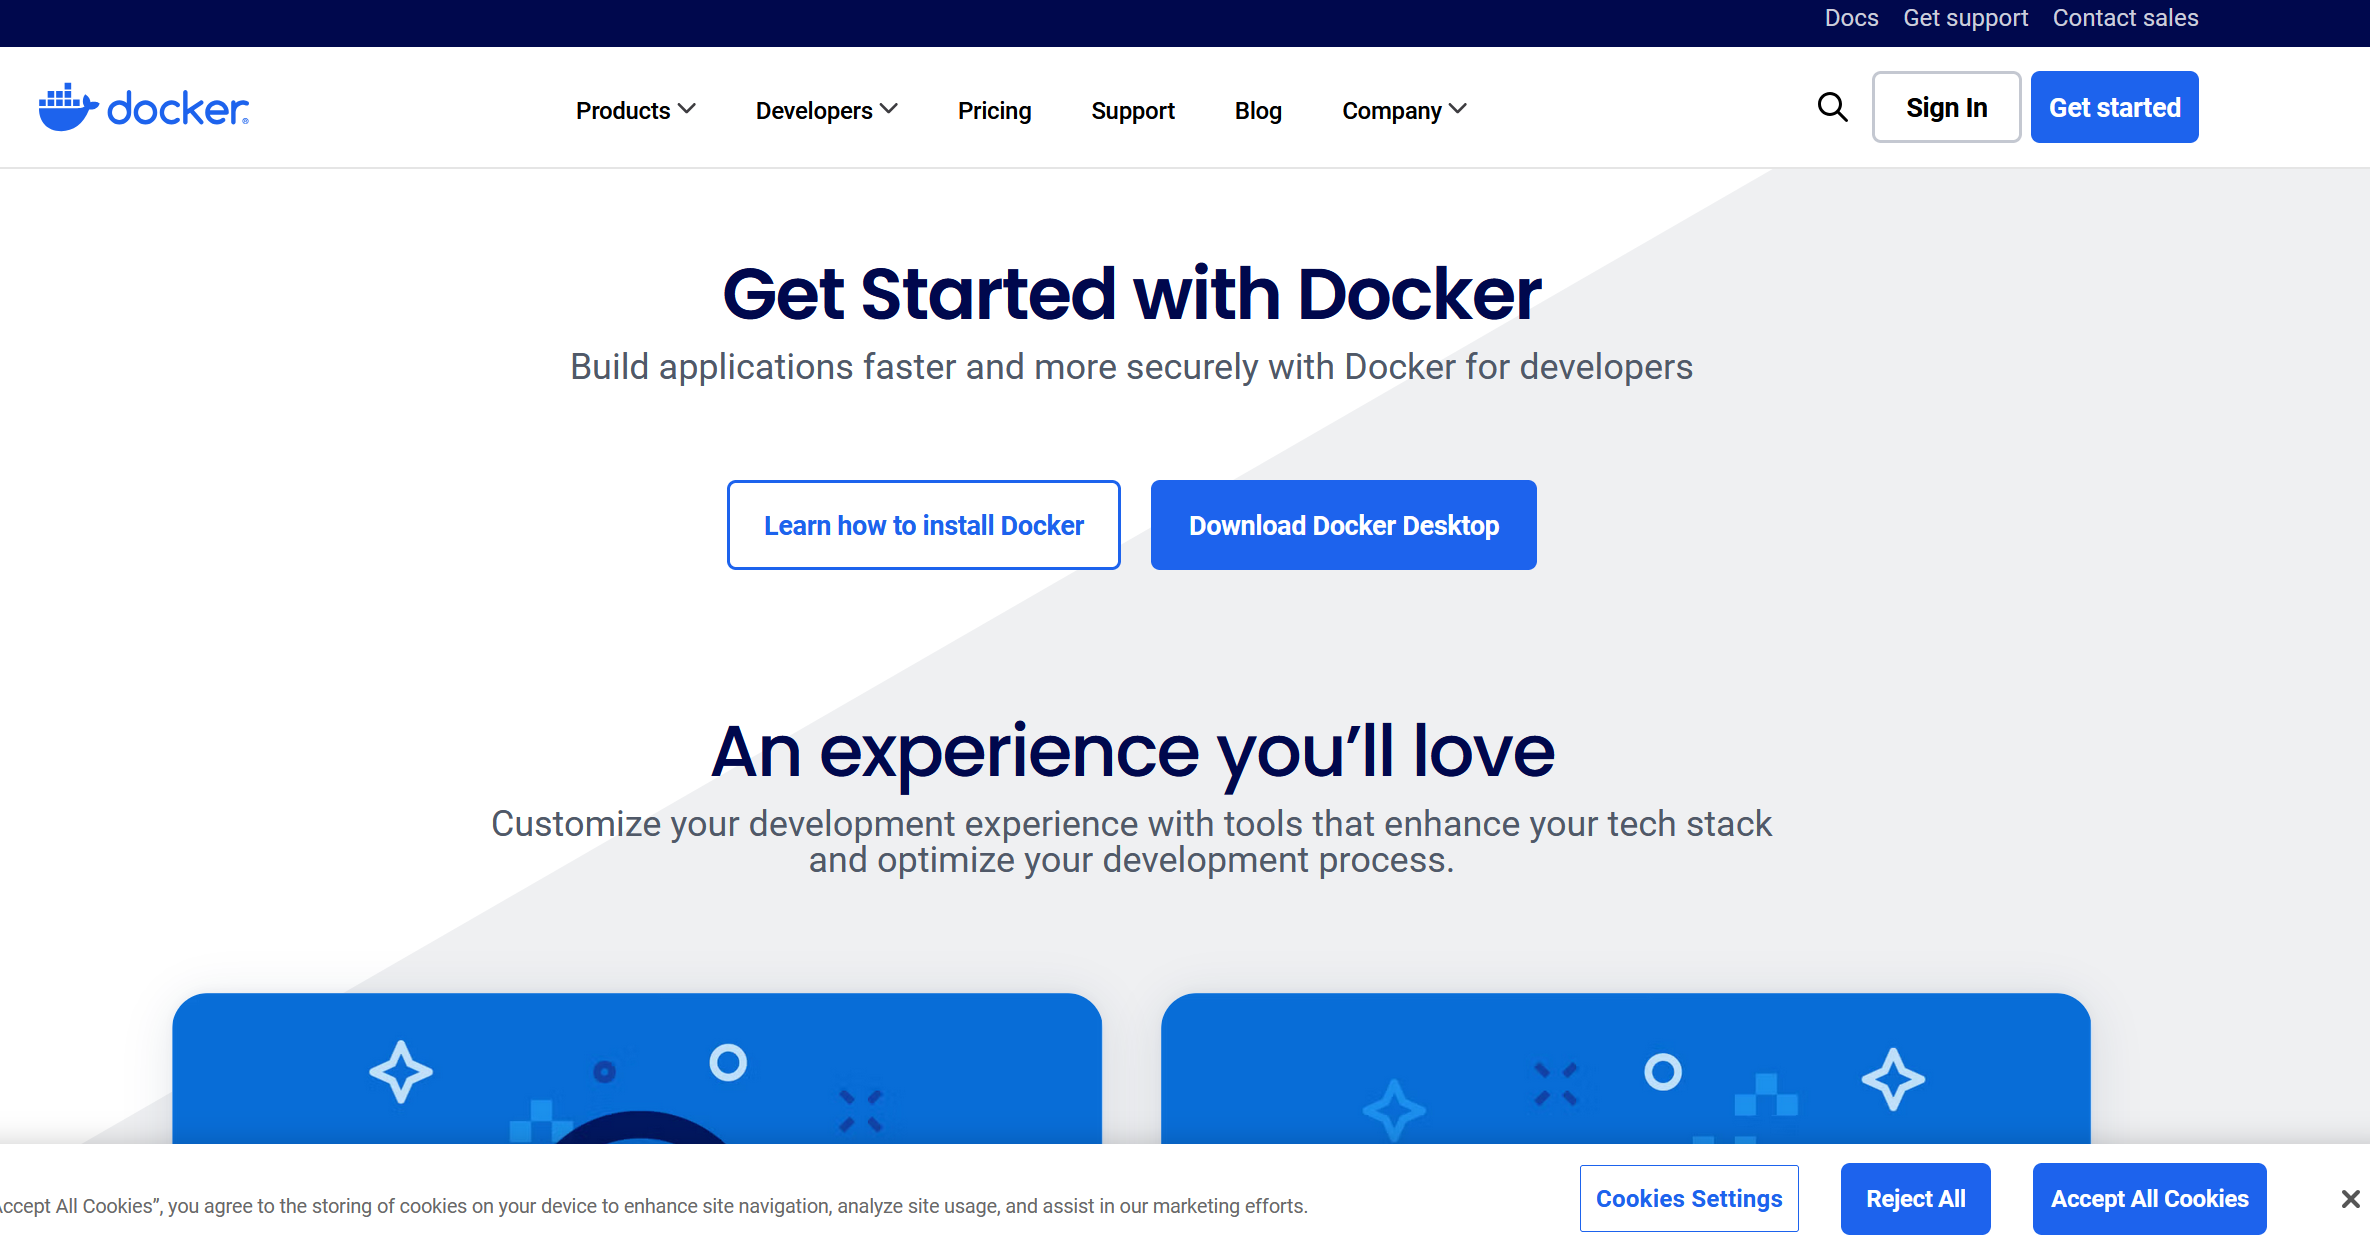 Docs Get support Contact sales
docker
Products Developers Pricing Support Blog Company Sign In Get started
Get Started with Docker
Build applications faster and more securely with Docker for developers
Learn how to install Docker Download Docker Desktop
An experience you’ll love
Customize your development experience with tools that enhance your tech stack
and optimize your development process.
ccept All Cookies”, you agree to the storing of cookies on your device to enhance site navigation, analyze site usage, and assist in our marketing efforts.
Cookies Settings Reject All Accept All Cookies